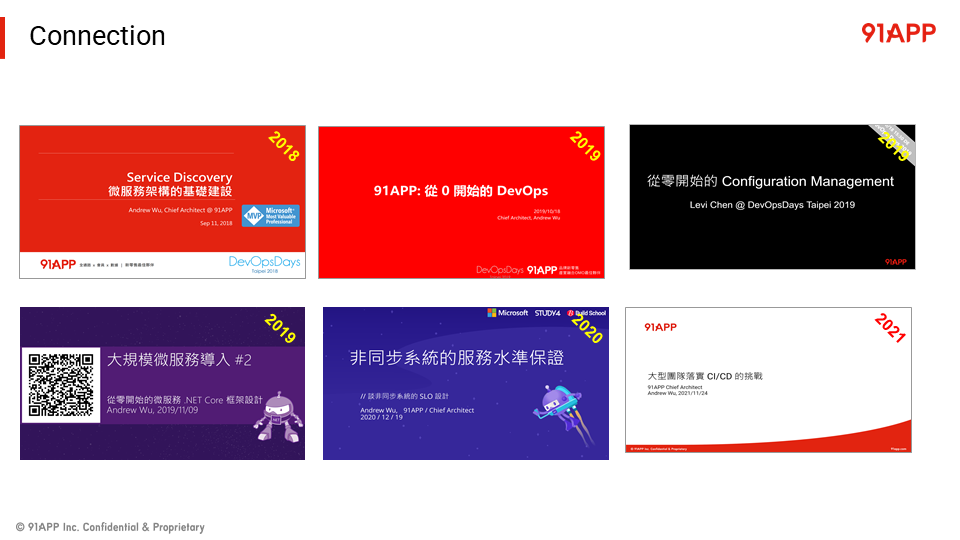 Connection
91APP
2018
Service Discovery
微服務架構的基礎建設
Andrew Wu, Chief Architect @ 91APP
Sep 11, 2018
MVP
Microsoft®
Most Valuable
Professional
91APP
DevOpsDays
Taipei 2018
2019
91APP: 從 0 開始的 DevOps
2019/10/18
Chief Architect, Andrew Wu
DevOpsDays
91APP
2019
從零開始的 Configuration Management
Levi Chen @ DevOpsDays Taipei 2019
91APP
2019
大規模微服務導入 #2
從零開始的微服務 .NET Core 框架設計
Andrew Wu, 2019/11/09
.NET
Microsoft STUDY4 Build School
2020
非同步系統的服務水準保證
// 談非同步系統的 SLO 設計
Andrew Wu, 91APP / Chief Architect
2020 / 12 / 19
91APP
2021
大型團隊落實 CI/CD 的挑戰
91APP Chief Architect
Andrew Wu, 2021/11/24
© 91APP Inc. Confidential & Proprietary
91app.com
© 91APP Inc. Confidential & Proprietary